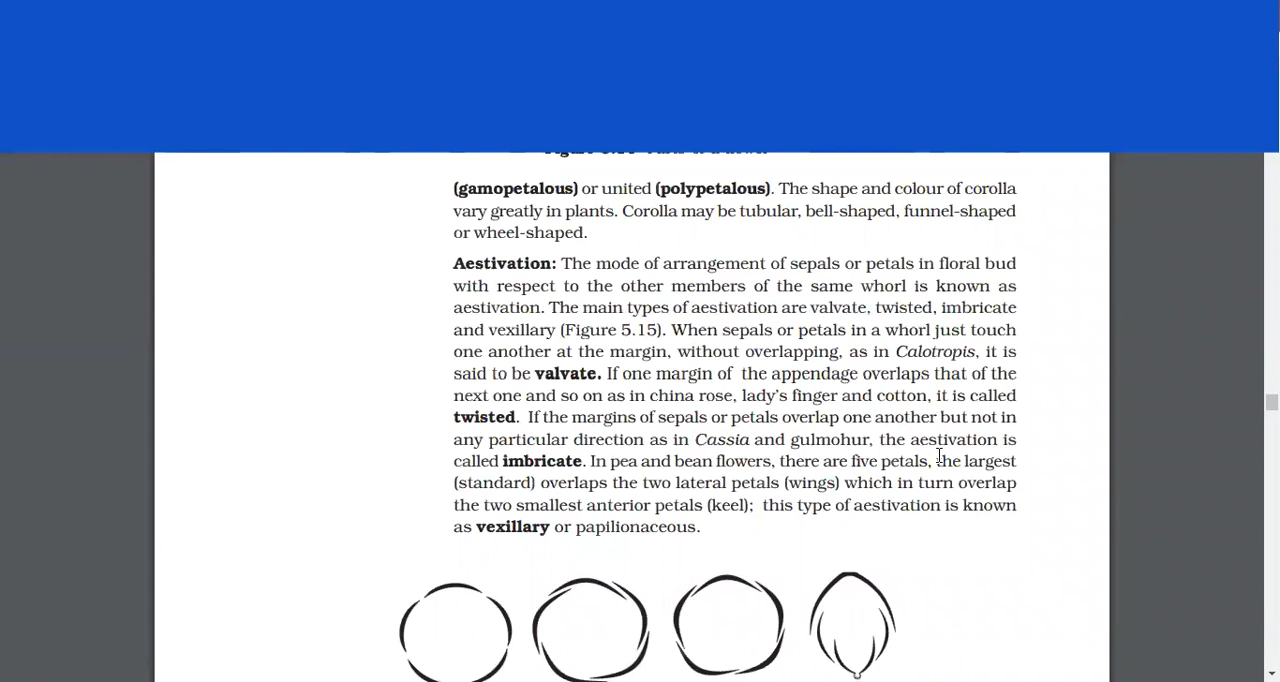 (gamopetalous) or united (polypetalous). The shape and colour of corolla
vary greatly in plants. Corolla may be tubular, bell-shaped, funnel-shaped
or wheel-shaped.
Aestivation: The mode of arrangement of sepals or petals in floral bud
with respect to the other members of the same whorl is known as
aestivation. The main types of aestivation are valvate, twisted, imbricate
and vexillary (Figure 5.15). When sepals or petals in a whorl just touch
one another at the margin, without overlapping, as in Calotropis, it is
said to be valvate. If one margin of the appendage overlaps that of the
next one and so on as in china rose, lady's finger and cotton, it is called
twisted. If the margins of sepals or petals overlap one another but not in
any particular direction as in Cassia and gulmohur, the aestivation is
called imbricate. In pea and bean flowers, there are five petals, the largest
(standard) overlaps the two lateral petals (wings) which in turn overlap
the two smallest anterior petals (keel); this type of aestivation is known
as vexillary or papilionaceous.